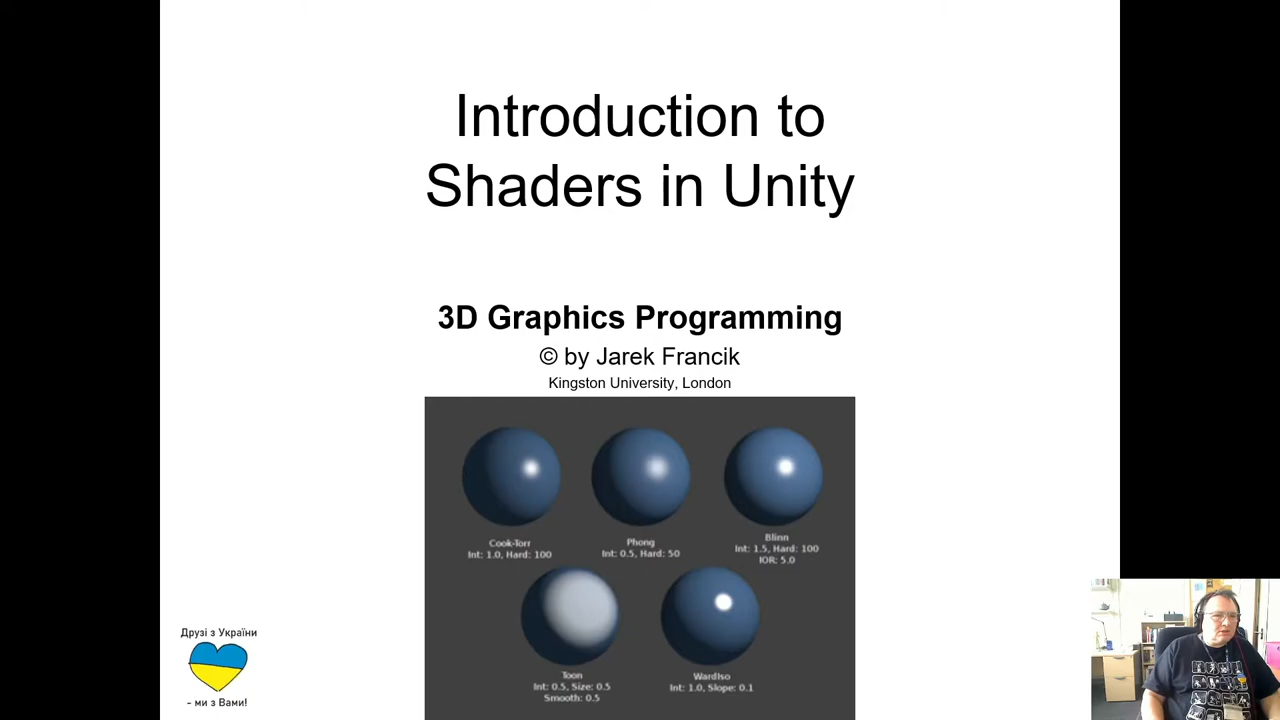 Introduction to
Shaders in Unity
3D Graphics Programming
© by Jarek Francik
Kingston University, London
Cook-Torr
Int: 1.0, Hard: 100
Phong
Int: 0.5, Hard: 50
Blinn
Int: 1.5, Hard: 100
IOR: 5.0
Toon
Int: 0.5, Size: 0.5
Smooth: 0.5
WardIso
Int: 1.0, Slope: 0.1
Друзі з України
- ми з Вами!